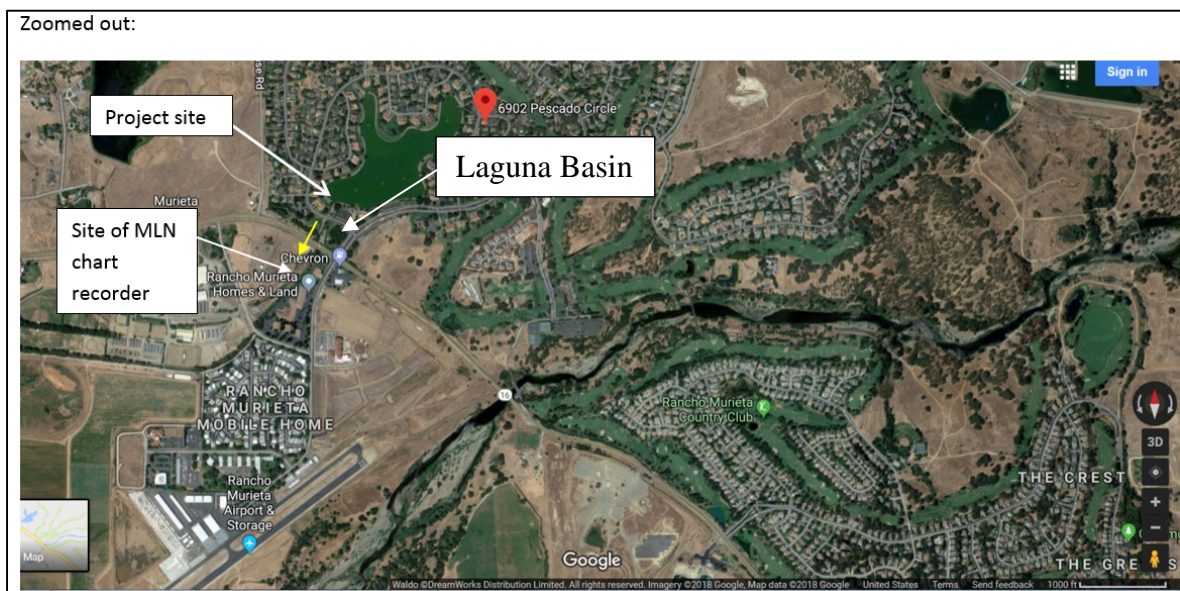 Zoomed out:
Sign in
se Rd
Project site
6902 Pescado Circle
Laguna Basin
Murieta
Site of MLN
chart
recorder
Chevron
Rancho Murieta
Homes & Land
16
RANCHO
MURIETA
MOBILE HOME
Rancho Murieta
Country Club
3D
THE CREST
Rancho
Murieta
Airport &
Storage
+
−
Map
Google
THE GRE S
Waldo ©DreamWorks Distribution Limited. All rights reserved. Imagery ©2018 Google, Map data ©2018 Google United States Terms Send feedback 1000 ft